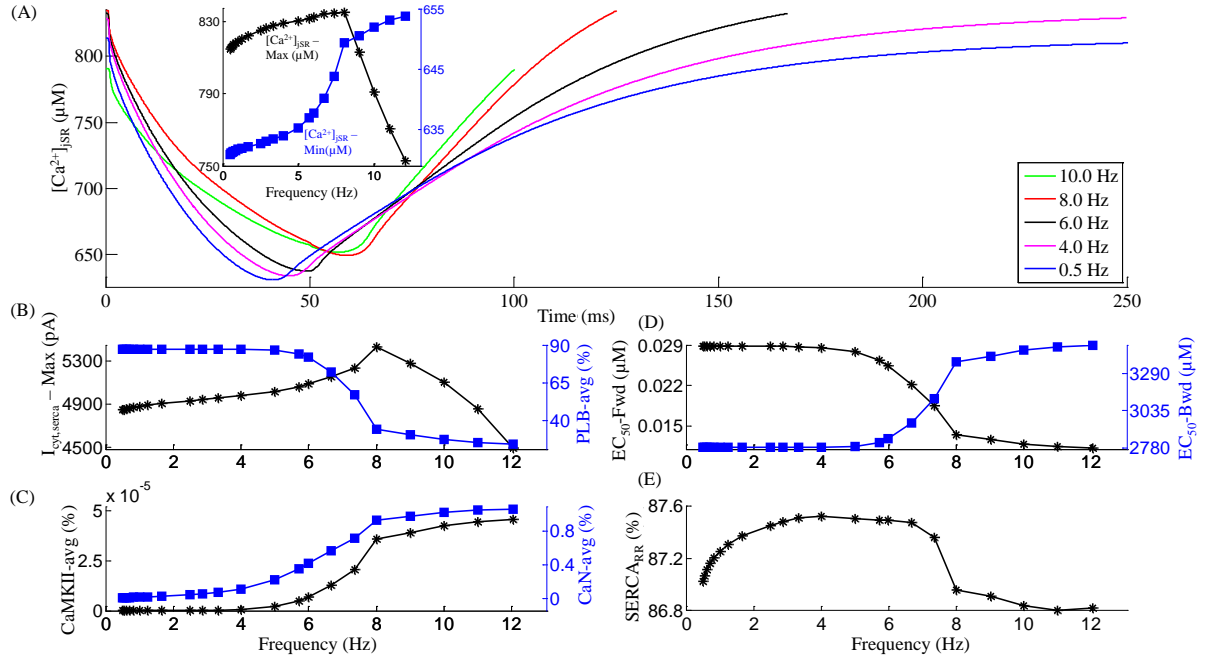 (A)
[Ca²⁺]jSR (µM)
800
750
700
650
0
50
100
150
200
250
Time (ms)
830
790
750
0
5
10
Frequency (Hz)
655
645
635
[Ca²⁺]jSR – Max (µM)
[Ca²⁺]jSR – Min(µM)
10.0 Hz
8.0 Hz
6.0 Hz
4.0 Hz
0.5 Hz
(B)
Icyt,serca – Max (pA)
5300
4900
4500
0 2 4 6 8 10 12
90
65
40
PLB-avg (%)
(D)
EC50-Fwd (µM)
0.029
0.022
0.015
0 2 4 6 8 10 12
3290
3035
2780
EC50-Bwd (µM)
(C)
x 10⁻⁵
CaMKII-avg (%)
5
2.5
0
0 2 4 6 8 10 12
Frequency (Hz)
0.8
0.4
0
CaN-avg (%)
(E)
SERCARR (%)
87.6
87.2
86.8
0 2 4 6 8 10 12
Frequency (Hz)